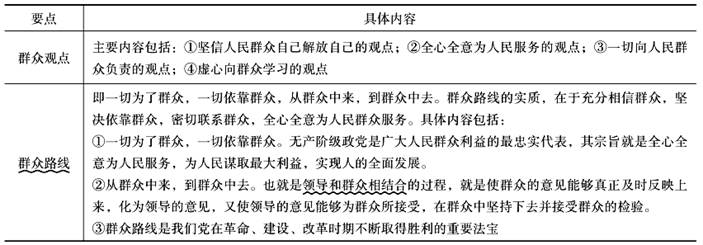 要点 具体内容
群众观点
主要内容包括：①坚信人民群众自己解放自己的观点；②全心全意为人民服务的观点；③一切向人民群
众负责的观点；④虚心向群众学习的观点
群众路线
即一切为了群众，一切依靠群众，从群众中来，到群众中去。群众路线的实质，在于充分相信群众，坚
决依靠群众，密切联系群众，全心全意为人民群众服务。具体内容包括：
①一切为了群众，一切依靠群众。无产阶级政党是广大人民群众利益的最忠实代表，其宗旨就是全心全
意为人民服务，为人民谋取最大利益，实现人的全面发展。
②从群众中来，到群众中去。也就是领导和群众相结合的过程，就是使群众的意见能够真正及时反映上
来，化为领导的意见，又使领导的意见能够为群众所接受，在群众中坚持下去并接受群众的检验。
③群众路线是我们党在革命、建设、改革时期不断取得胜利的重要法宝